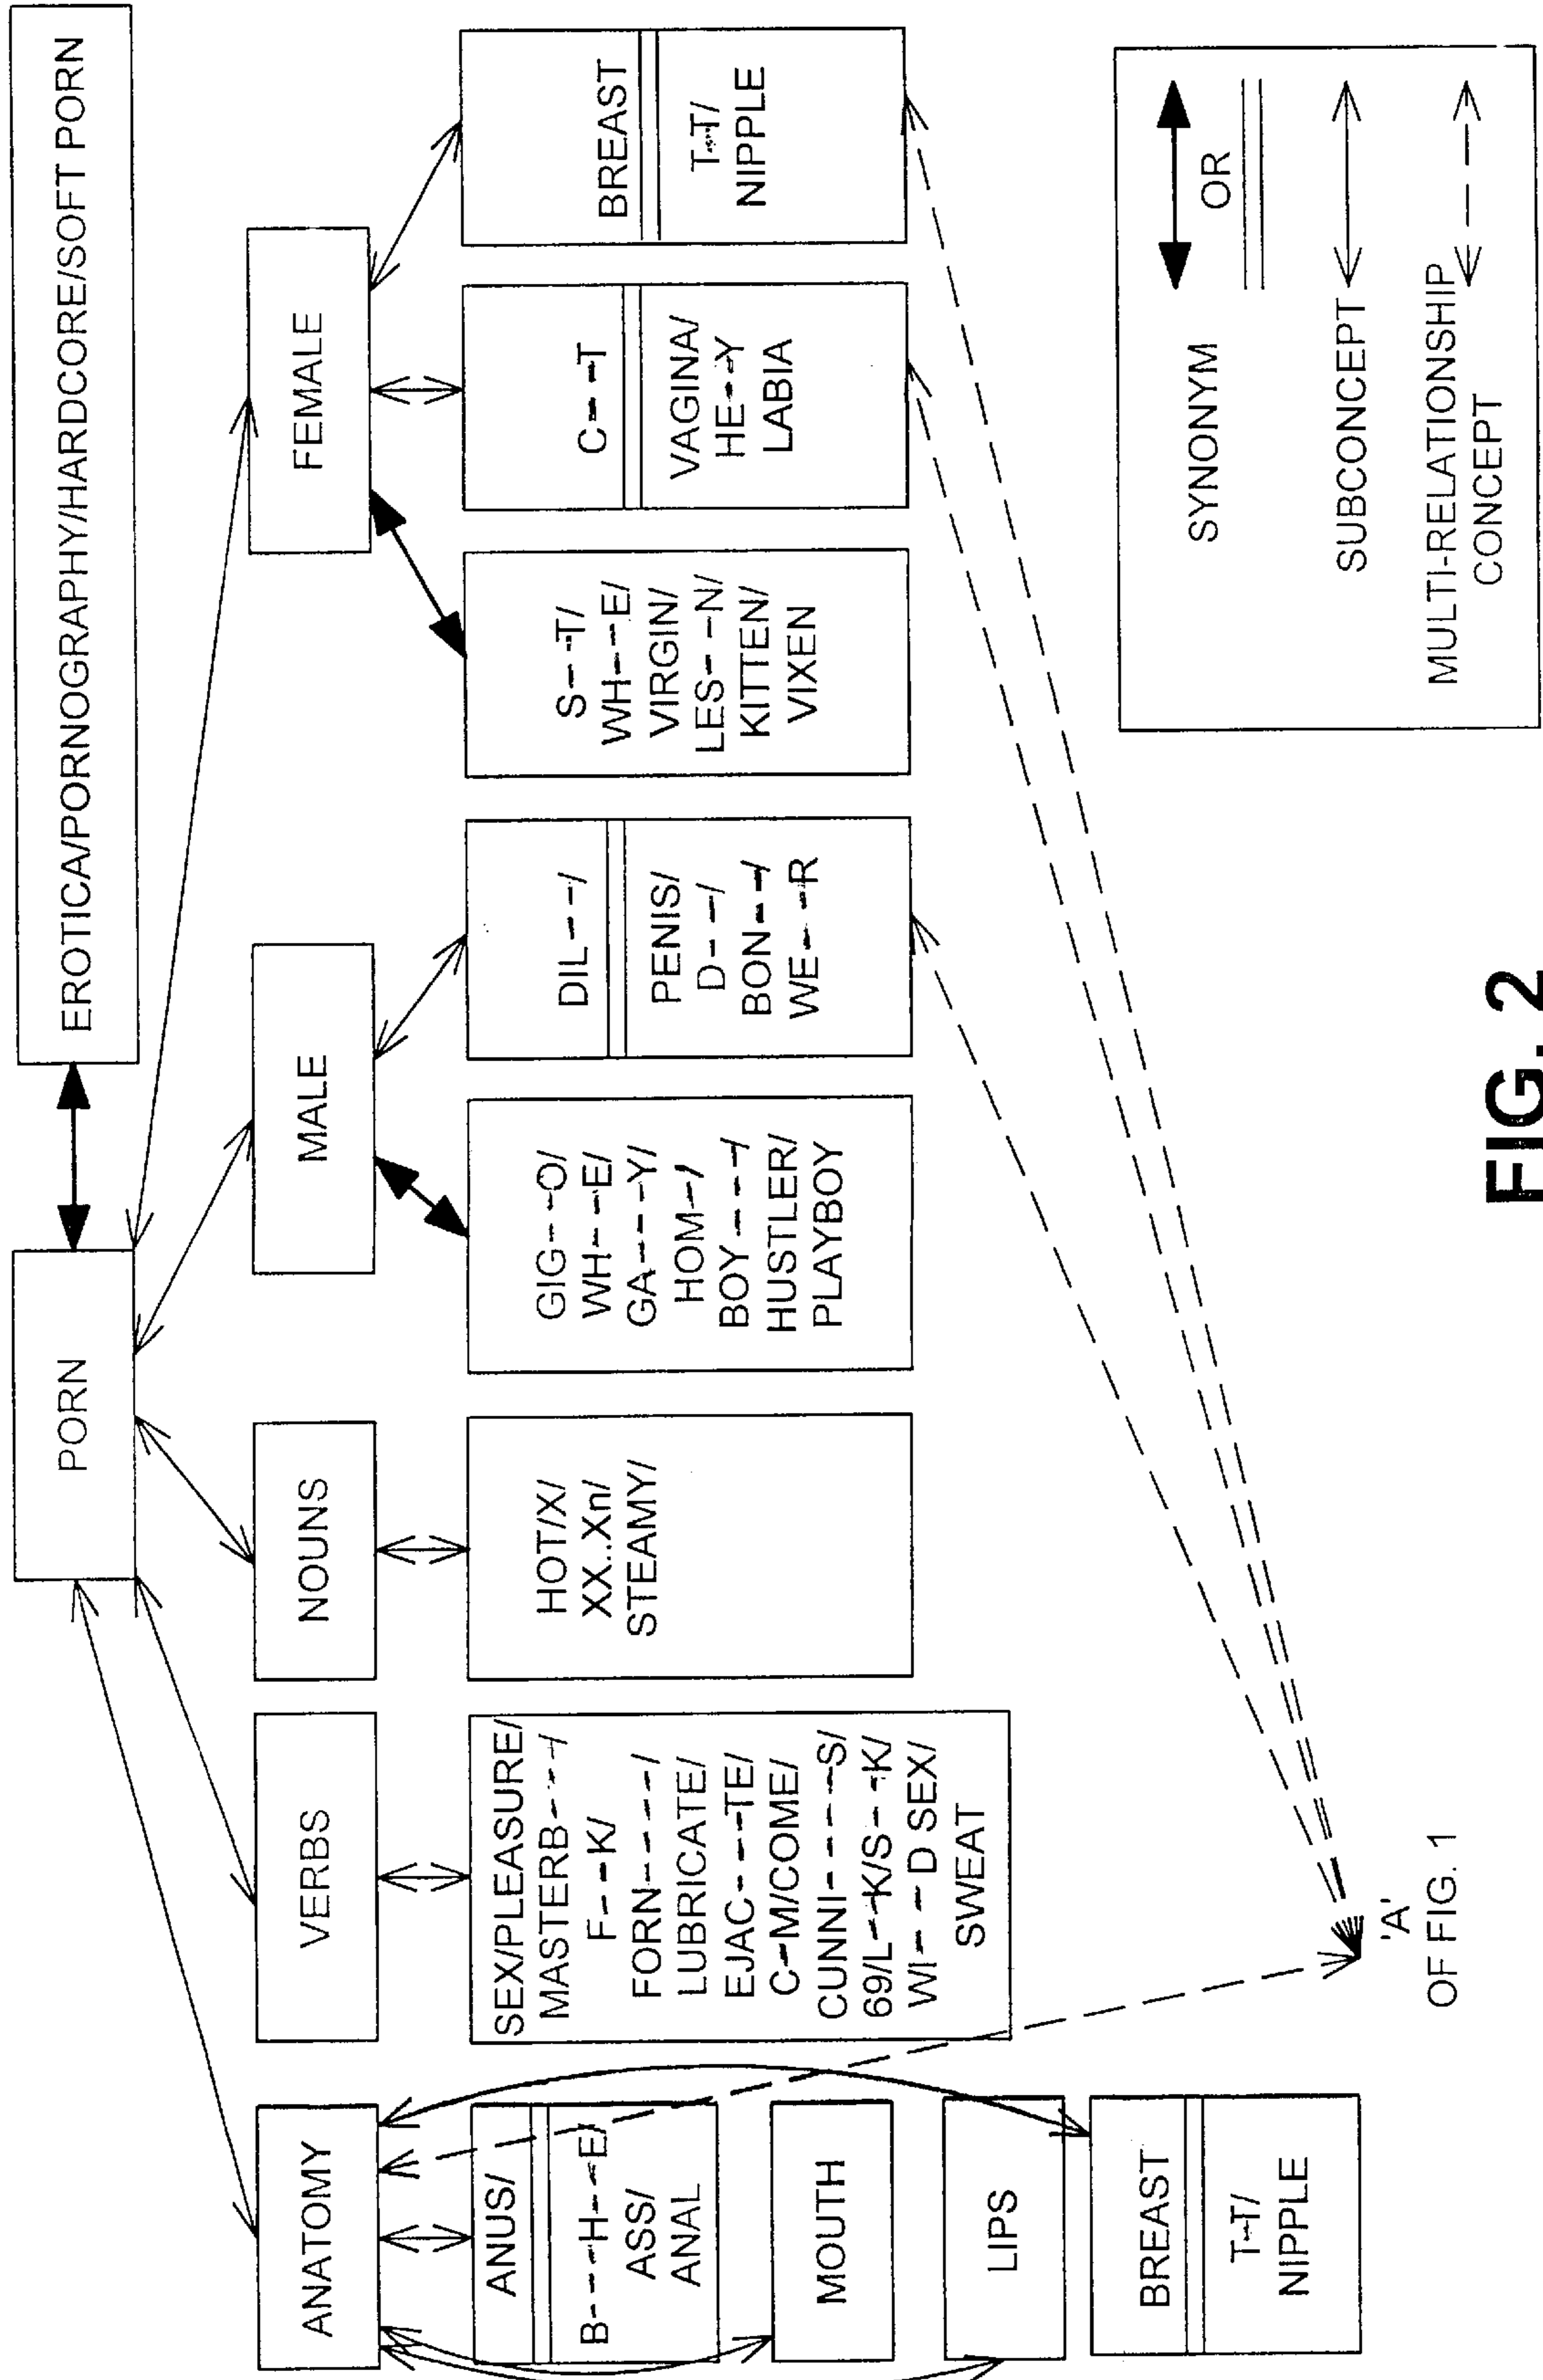 PORN
EROTICA/PORNOGRAPHY/HARDCORE/SOFT PORN
ANATOMY
VERBS
NOUNS
MALE
FEMALE
ANUS/
B---H--E/
ASS/
ANAL
MOUTH
LIPS
BREAST
T-T/
NIPPLE
SEX/PLEASURE/
MASTERB---/
F--K/
FORN----/
LUBRICATE/
EJAC---TE/
C-M/COME/
CUNNI----S/
69/L--K/S--K/
WI---D SEX/
SWEAT
HOT/X/
XX..Xn/
STEAMY/
GIG--O/
WH--E/
GA---Y/
HOM-/
BOY---/
HUSTLER/
PLAYBOY
DIL--/
PENIS/
D--/
BON--/
WE--R
S--T/
WH--E/
VIRGIN/
LES--N/
KITTEN/
VIXEN
C--T
VAGINA/
HE--Y
LABIA
BREAST
T-T/
NIPPLE
'A'
OF FIG. 1
SYNONYM
OR
SUBCONCEPT
MULTI-RELATIONSHIP
CONCEPT
FIG. 2